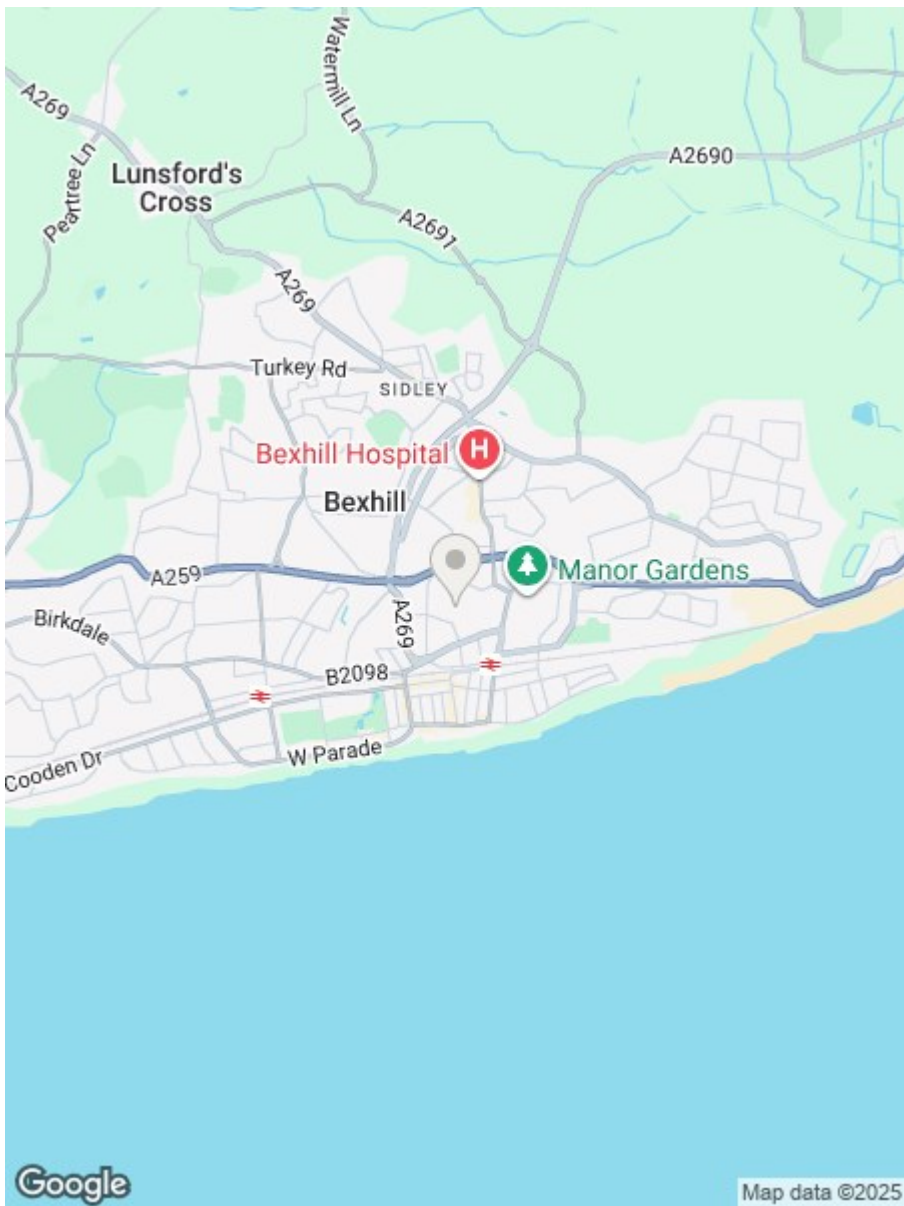 Watermill Ln
A269
A2690
Peartree Ln
Lunsford's
Cross
A2691
A269
Turkey Rd
SIDLEY
Bexhill Hospital
H
Bexhill
A259
Manor Gardens
Birkdale
A269
B2098
W Parade
Cooden Dr
Google
Map data ©2025